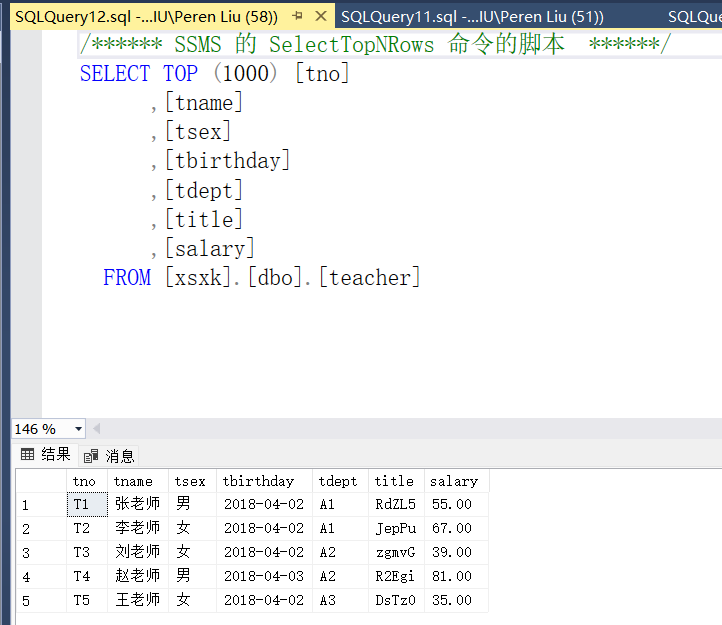 SQLQuery12.sql -...IU\Peren Liu (58)) SQLQuery11.sql -...IU\Peren Liu (51)) SQLQue
/****** SSMS 的 SelectTopNRows 命令的脚本 ******/
SELECT TOP (1000) [tno]
,[tname]
,[tsex]
,[tbirthday]
,[tdept]
,[title]
,[salary]
FROM [xsxk].[dbo].[teacher]
146 %
结果 消息
tno tname tsex tbirthday tdept title salary
1 T1 张老师 男 2018-04-02 A1 RdZL5 55.00
2 T2 李老师 女 2018-04-02 A1 JepPu 67.00
3 T3 刘老师 女 2018-04-02 A2 zgmvG 39.00
4 T4 赵老师 男 2018-04-03 A2 R2Egi 81.00
5 T5 王老师 女 2018-04-02 A3 DsTz0 35.00